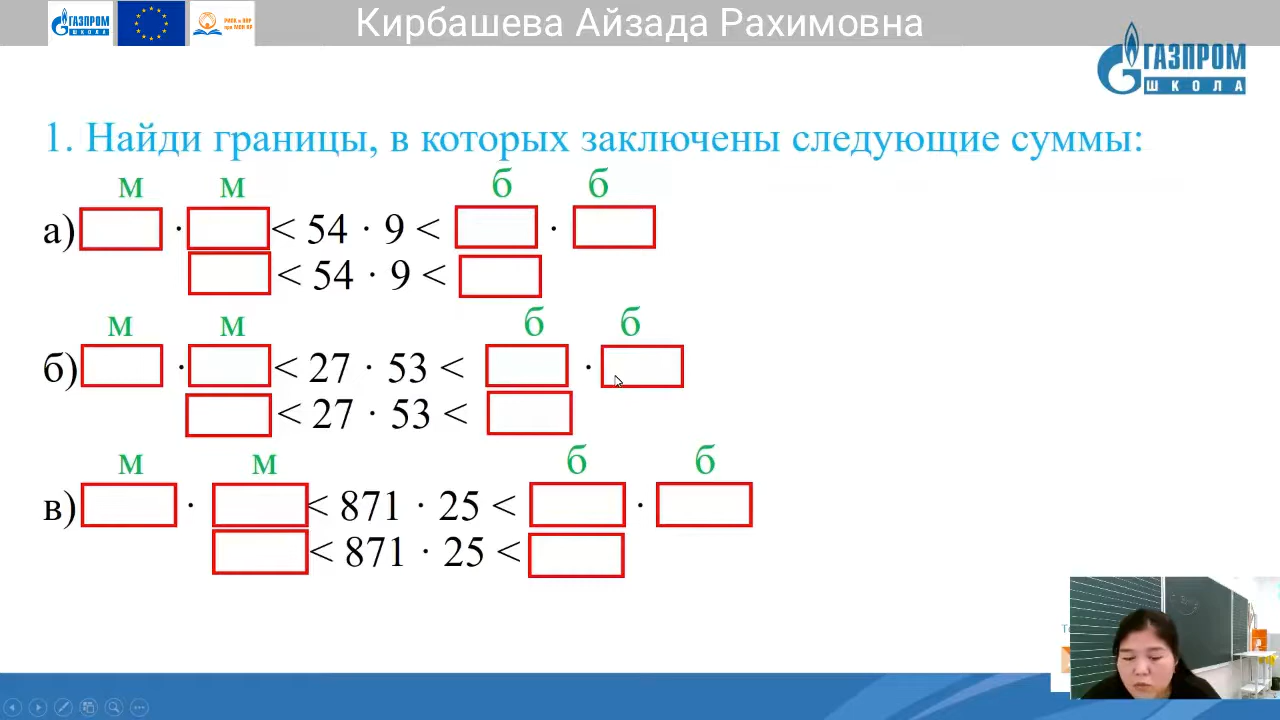 ГАЗПРОМ ШКОЛА
Кирбашева Айзада Рахимовна
ГАЗПРОМ
ШКОЛА
1. Найди границы, в которых заключены следующие суммы:
м м б б
а) · < 54 · 9 < ·
< 54 · 9 <
м м б б
б) · < 27 · 53 < ·
< 27 · 53 <
м м б б
в) · < 871 · 25 < ·
< 871 · 25 <